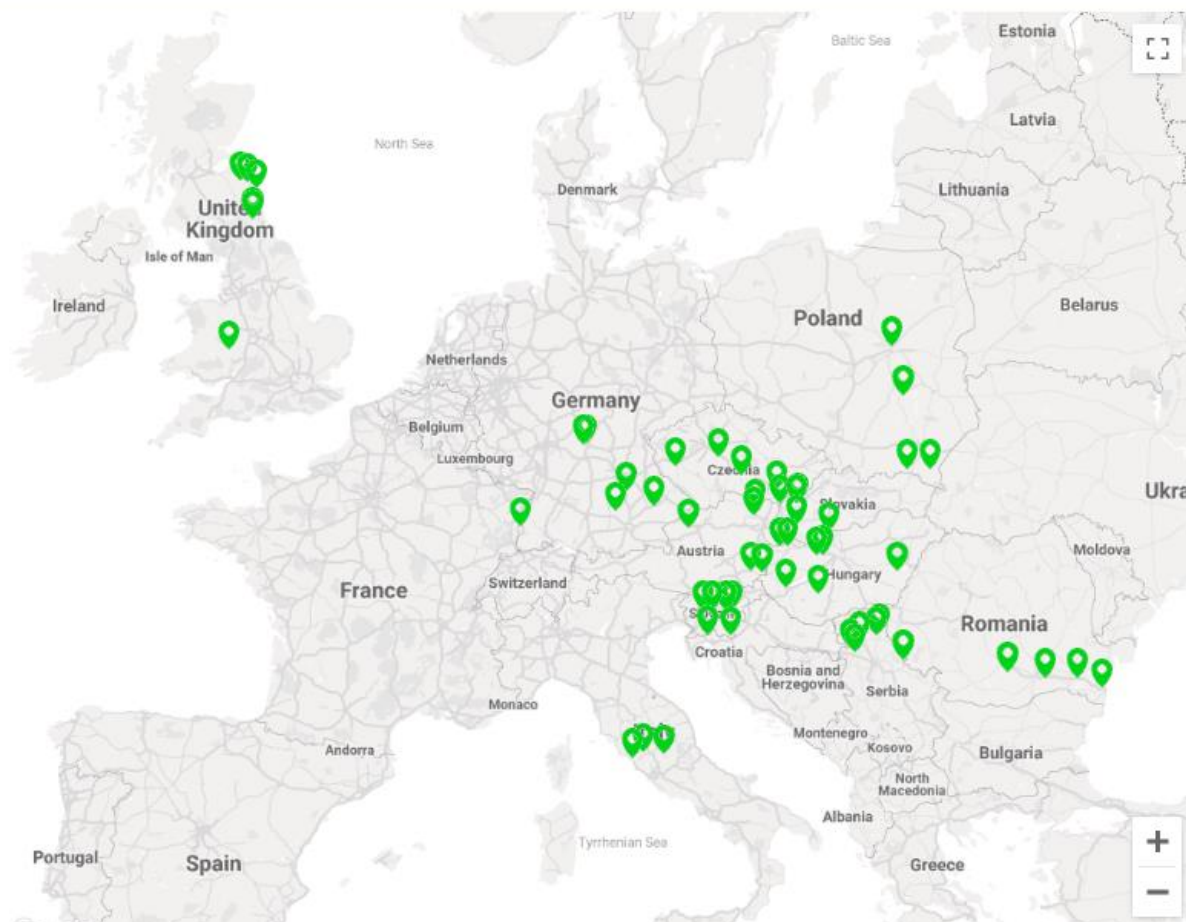 Estonia
Baltic Sea
Latvia
North Sea
Denmark
Lithuania
United
Kingdom
Isle of Man
Ireland
Belarus
Poland
Netherlands
Germany
Belgium
Luxembourg
Czechia
Slovakia
Ukra
Austria
Moldova
Switzerland
Hungary
France
Romania
Croatia
Bosnia and
Herzegovina
Serbia
Monaco
Montenegro
Andorra
Kosovo
Bulgaria
North
Macedonia
Albania
Tyrrhenian Sea
Portugal
Spain
Greece